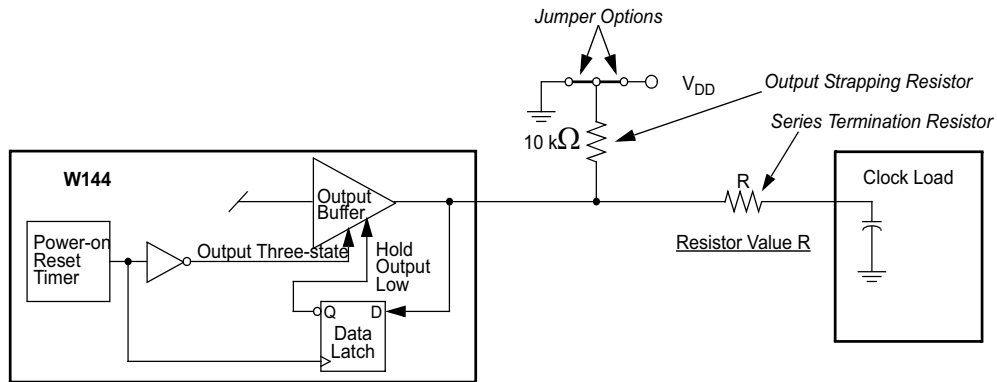 Jumper Options
V_DD
Output Strapping Resistor
10 kΩ
Series Termination Resistor
W144
Output
Buffer
R
Clock Load
Power-on
Reset
Timer
Output Three-state
Hold
Output
Low
Resistor Value R
Q
D
Data
Latch